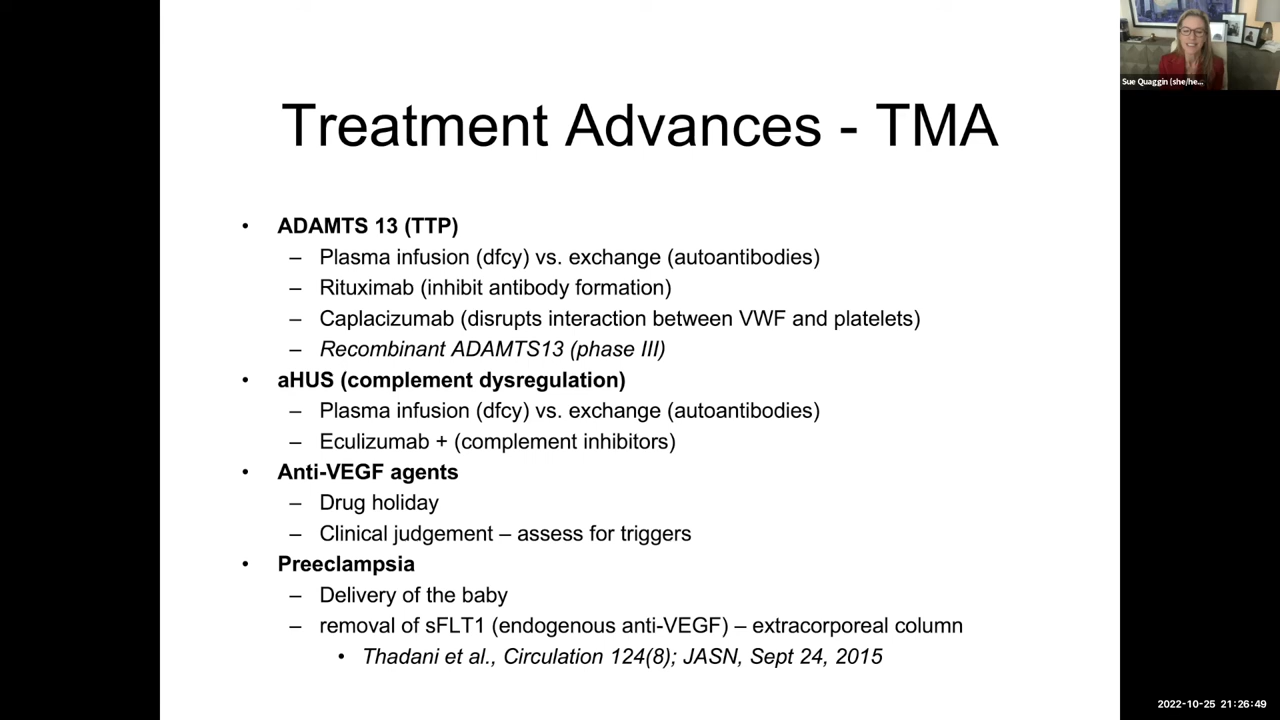 Sue Quaggin (she/he...
Treatment Advances - TMA
• ADAMTS 13 (TTP)
– Plasma infusion (dfcy) vs. exchange (autoantibodies)
– Rituximab (inhibit antibody formation)
– Caplacizumab (disrupts interaction between VWF and platelets)
– Recombinant ADAMTS13 (phase III)
• aHUS (complement dysregulation)
– Plasma infusion (dfcy) vs. exchange (autoantibodies)
– Eculizumab + (complement inhibitors)
• Anti-VEGF agents
– Drug holiday
– Clinical judgement – assess for triggers
• Preeclampsia
– Delivery of the baby
– removal of sFLT1 (endogenous anti-VEGF) – extracorporeal column
• Thadani et al., Circulation 124(8); JASN, Sept 24, 2015
2022-10-25 21:26:49